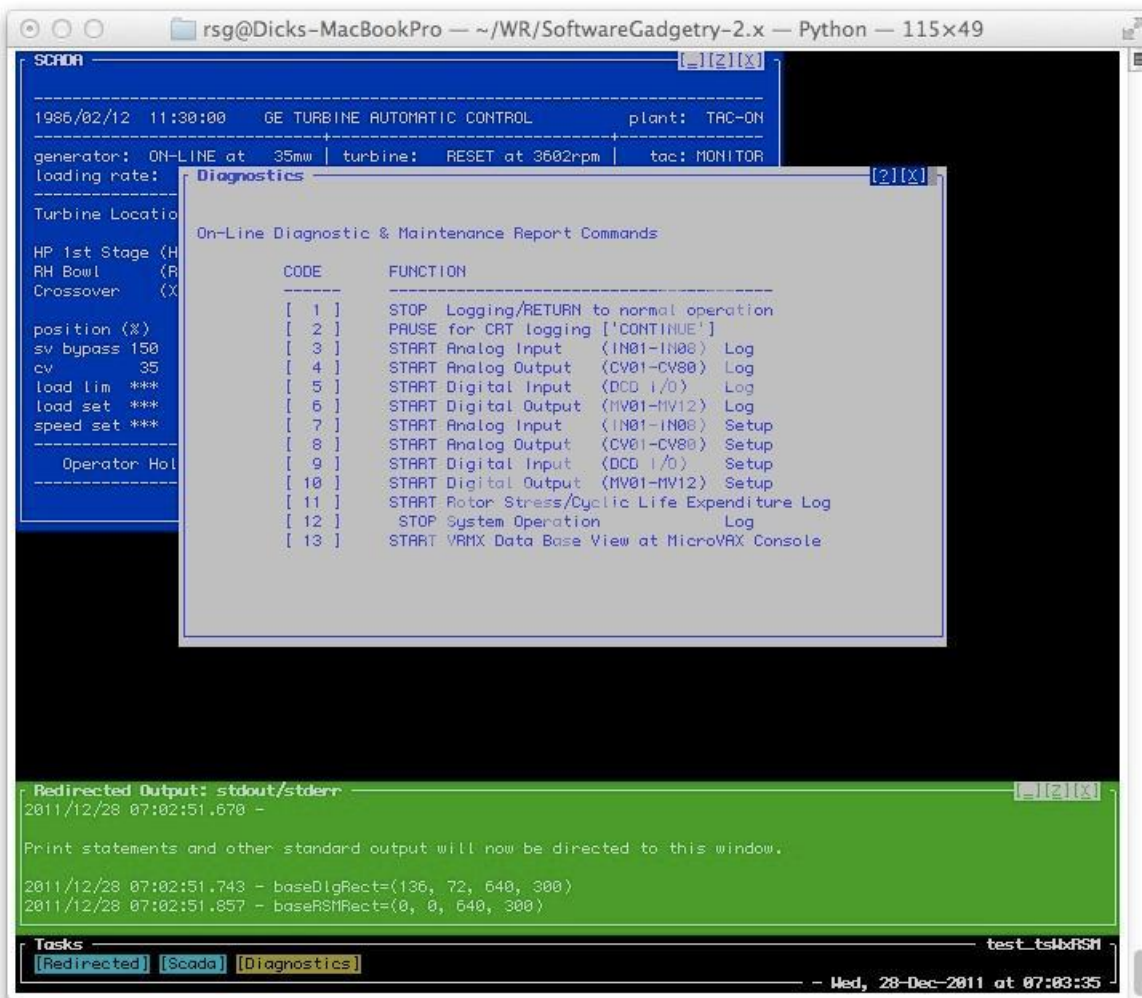 rsg@Dicks-MacBookPro — ~/WR/SoftwareGadgetry-2.x — Python — 115×49
SCADA [_][Z][X]
1986/02/12 11:30:00 GE TURBINE AUTOMATIC CONTROL plant: TAC-ON
generator: ON-LINE at 35mw | turbine: RESET at 3602rpm | tac: MONITOR
loading rate:
Turbine Locatio
HP 1st Stage (H
RH Bowl (R
Crossover (X
position (%)
sv bypass 150
cv 35
load lim ***
load set ***
speed set ***
Operator Hol
Diagnostics [?][X]
On-Line Diagnostic & Maintenance Report Commands
CODE FUNCTION
[ 1 ] STOP Logging/RETURN to normal operation
[ 2 ] PAUSE for CRT logging ['CONTINUE']
[ 3 ] START Analog Input (IN01-IN08) Log
[ 4 ] START Analog Output (CV01-CV80) Log
[ 5 ] START Digital Input (DCD i/O) Log
[ 6 ] START Digital Output (MV01-MV12) Log
[ 7 ] START Analog Input (IN01-IN08) Setup
[ 8 ] START Analog Output (CV01-CV80) Setup
[ 9 ] START Digital Input (DCD I/O) Setup
[ 10 ] START Digital Output (MV01-MV12) Setup
[ 11 ] START Rotor Stress/Cyclic Life Expenditure Log
[ 12 ] STOP System Operation Log
[ 13 ] START VRMX Data Base View at MicroVAX Console
Redirected Output: stdout/stderr [_][Z][X]
2011/12/28 07:02:51.670 -
Print statements and other standard output will now be directed to this window.
2011/12/28 07:02:51.743 - baseDlgRect=(136, 72, 640, 300)
2011/12/28 07:02:51.857 - baseRSMRect=(0, 0, 640, 300)
Tasks test_tsWxRSM
[Redirected] [Scada] [Diagnostics]
- Wed, 28-Dec-2011 at 07:03:35